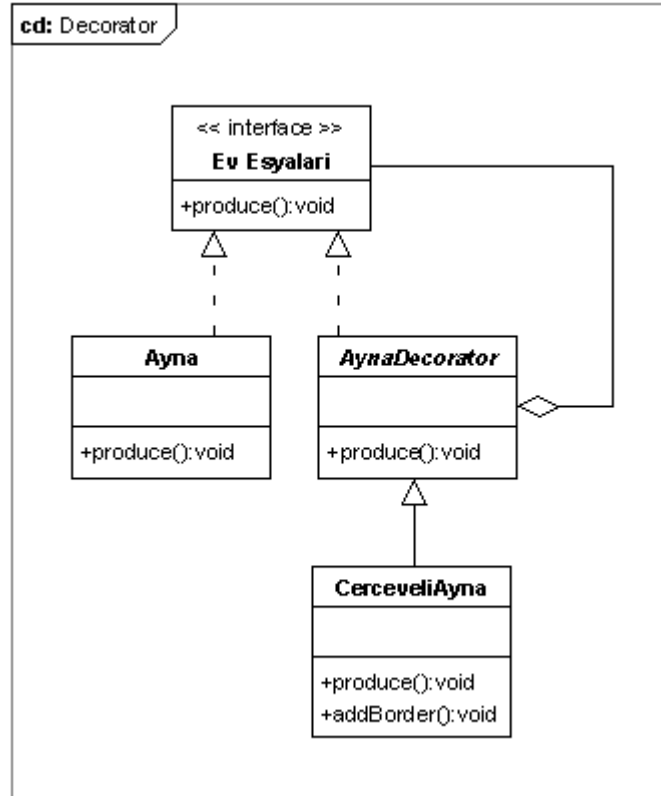 cd: Decorator
<< interface >>
Ev Esyalari
+produce():void
Ayna
+produce():void
AynaDecorator
+produce():void
CerceveliAyna
+produce():void
+addBorder():void